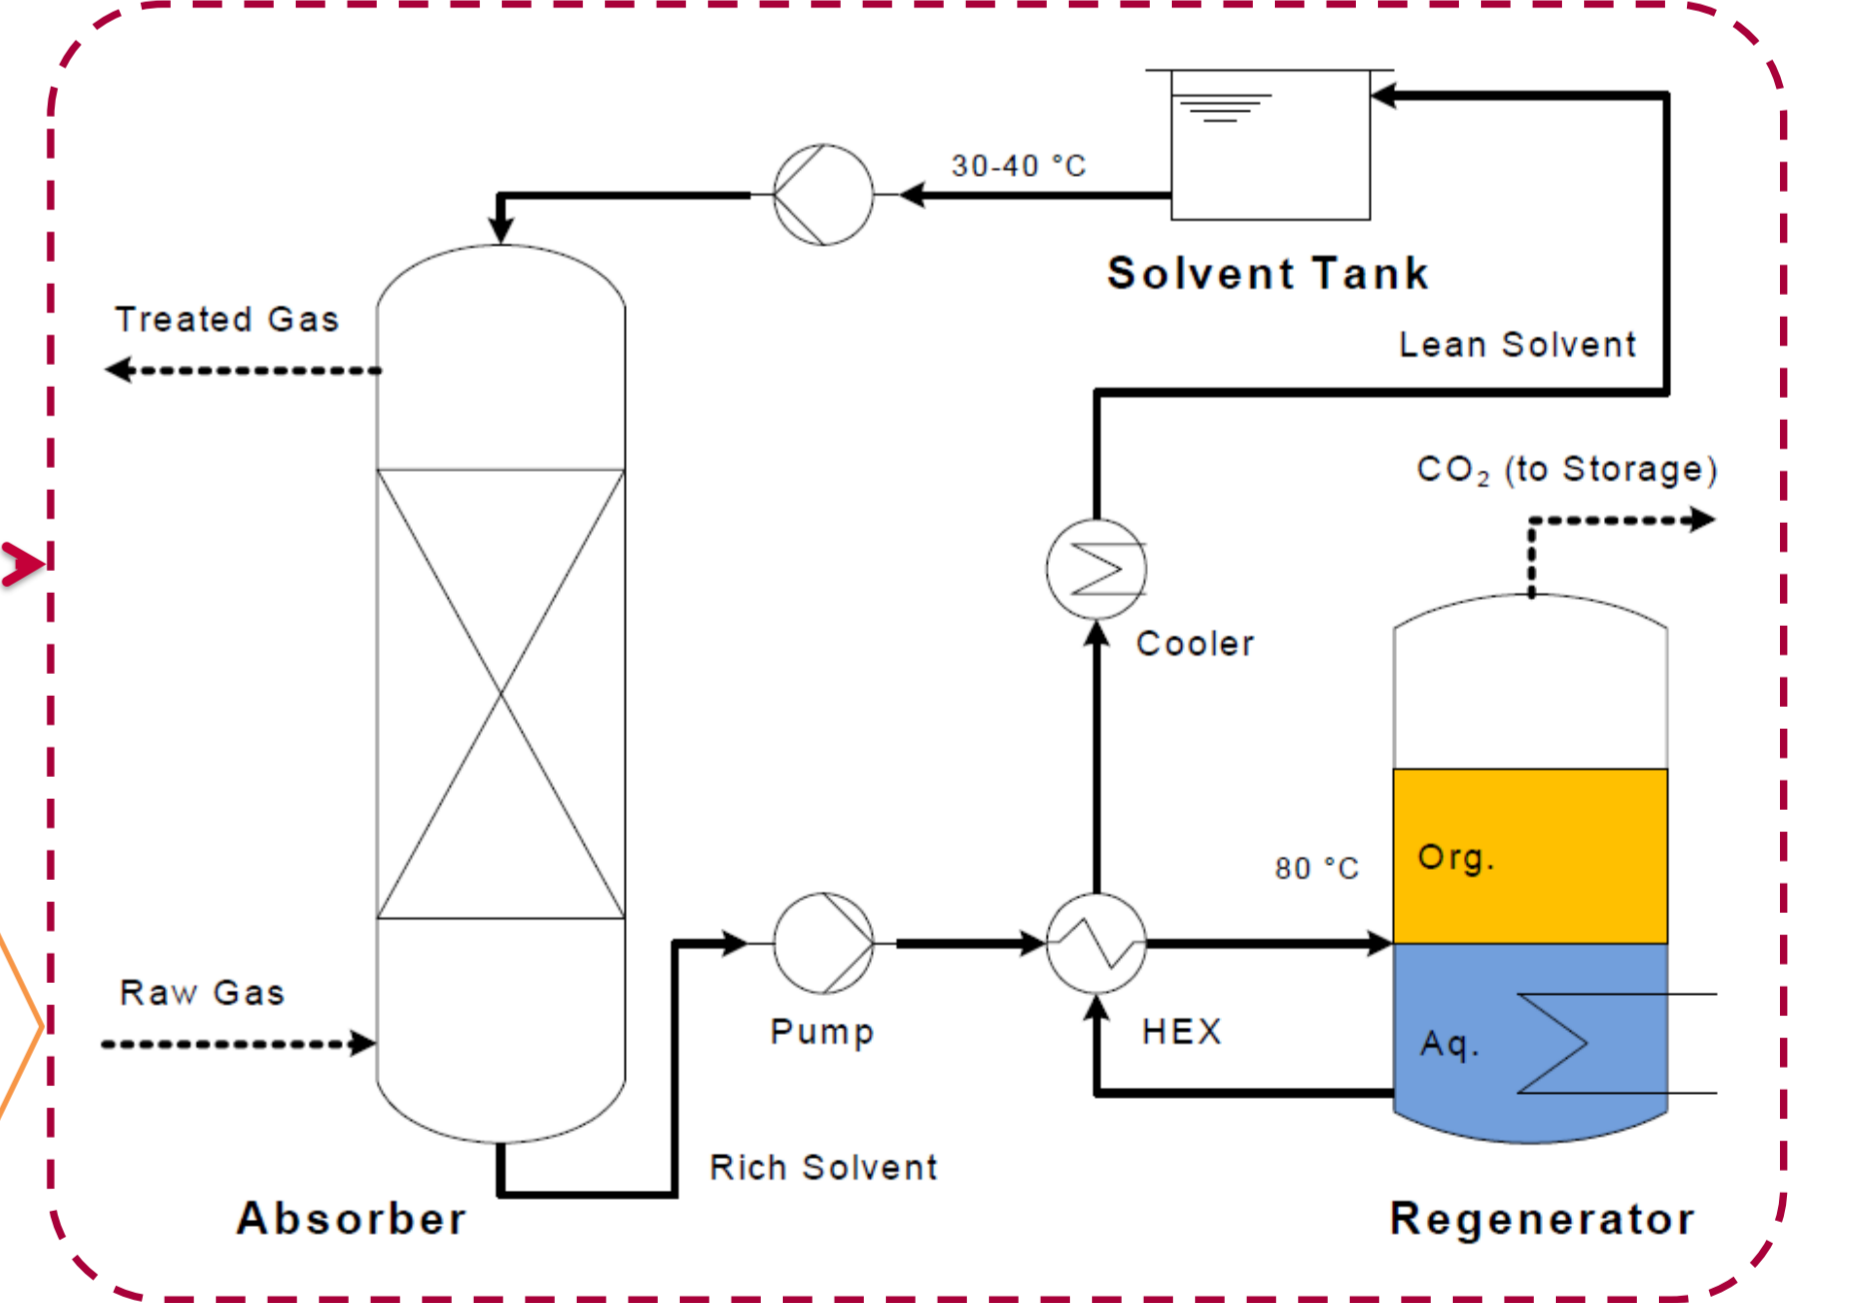 30-40 °C
Solvent Tank
Treated Gas
Lean Solvent
CO₂ (to Storage)
Cooler
80 °C
Org.
Raw Gas
Pump
HEX
Aq.
Rich Solvent
Absorber
Regenerator